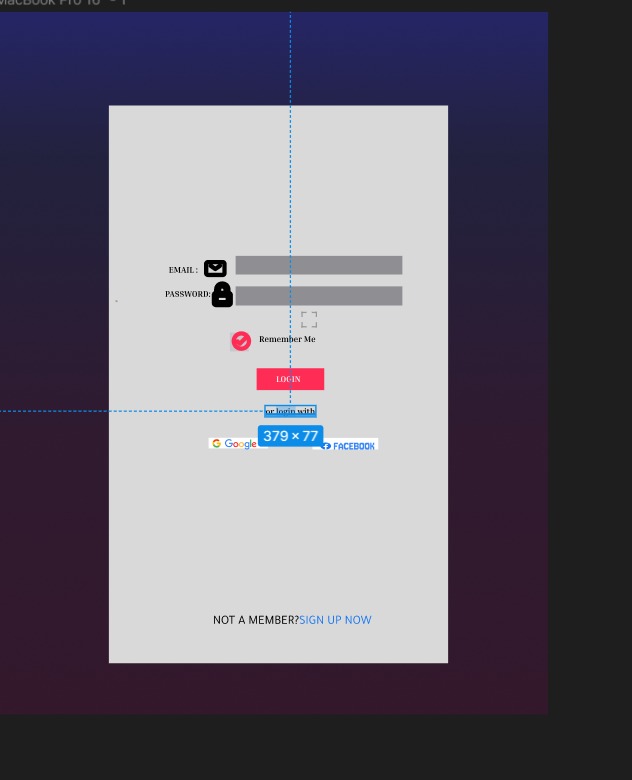 MacBook Pro 16" - 1
EMAIL :
PASSWORD:
Remember Me
LOGIN
or login with
379 × 77
Google
FACEBOOK
NOT A MEMBER?SIGN UP NOW